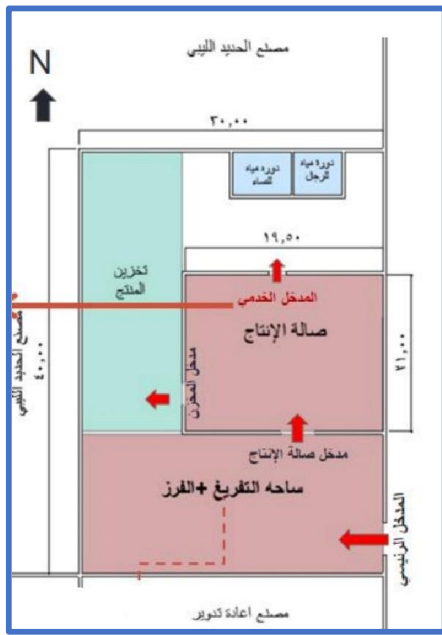 مصنع الحديد الليبي
N
٣٠,٠٠
دورة مياه
للرجال
دورة مياه
للنساء
١٩,٥٠
تخزين
المنتج
المدخل الخدمي
صالة الإنتاج
مصنع الحديد الليبي
٤٠,٠٠
٢١,٠٠
مدخل المخزن
مدخل صالة الإنتاج
ساحه التفريغ +الفرز
المدخل الرئيسي
مصنع اعادة تدوير